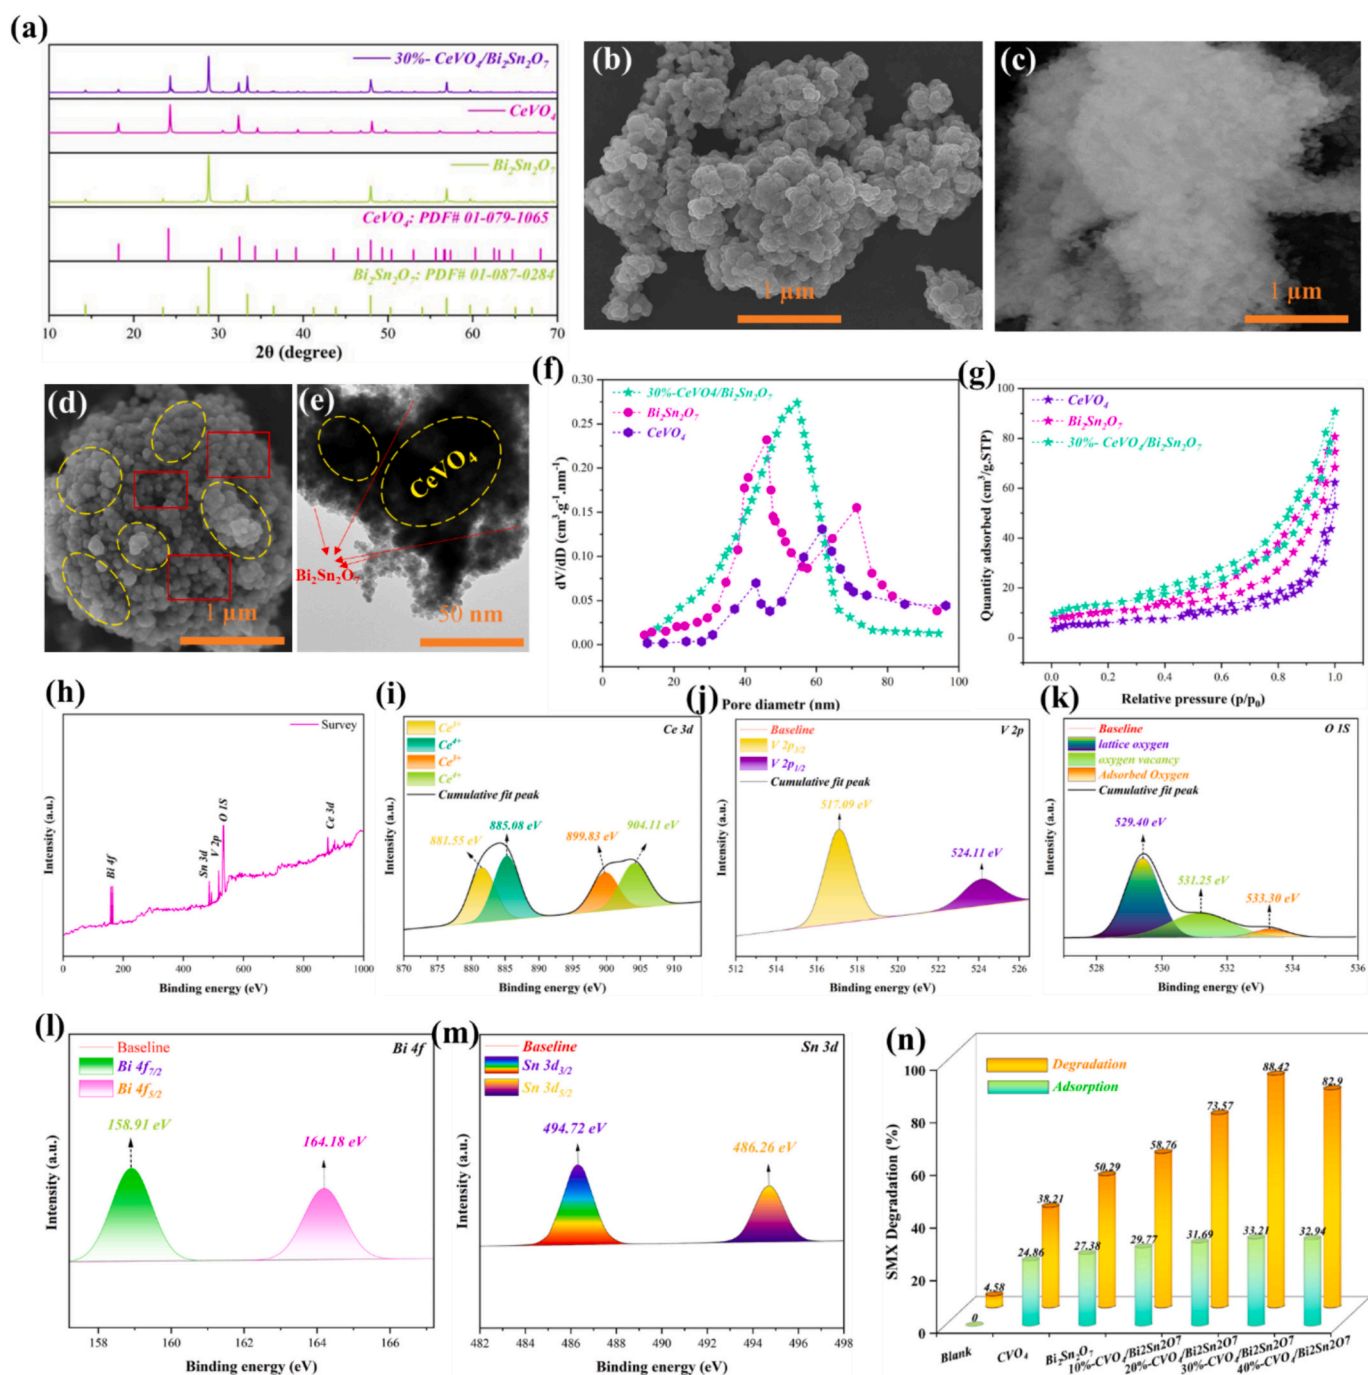 (a)
30%- CeVO₄/Bi₂Sn₂O₇
CeVO₄
Bi₂Sn₂O₇
CeVO₄: PDF# 01-079-1065
Bi₂Sn₂O₇: PDF# 01-087-0284
10 20 30 40 50 60 70
2θ (degree)
(b)
1 µm
(c)
1 µm
(d)
1 µm
(e)
CeVO₄
Bi₂Sn₂O₇
50 nm
(f)
30%-CeVO4/Bi₂Sn₂O₇
Bi₂Sn₂O₇
CeVO₄
0.30
0.25
0.20
0.15
0.10
0.05
0.00
dV/dD (cm³.g⁻¹.nm⁻¹)
0 20 40 60 80 100
Pore diametr (nm)
(g)
CeVO₄
Bi₂Sn₂O₇
30%- CeVO₄/Bi₂Sn₂O₇
100
80
60
40
20
0
Quantity adsorbed (cm³/g.STP)
0.0 0.2 0.4 0.6 0.8 1.0
Relative pressure (p/p₀)
(h)
Survey
Bi 4f
Sn 3d
V 2p
O 1S
Ce 3d
Intensity (a.u.)
0 200 400 600 800 1000
Binding energy (eV)
(i)
Ce 3d
Ce³⁺
Ce⁴⁺
Ce³⁺
Ce⁴⁺
Cumulative fit peak
881.55 eV
885.08 eV
899.83 eV
904.11 eV
Intensity (a.u.)
870 875 880 885 890 895 900 905 910
Binding energy (eV)
(j)
V 2p
Baseline
V 2p₃/₂
V 2p₁/₂
Cumulative fit peak
517.09 eV
524.11 eV
Intensity (a.u.)
512 514 516 518 520 522 524 526
Binding energy (eV)
(k)
O 1S
Baseline
lattice oxygen
oxygen vacancy
Adsorbed Oxygen
Cumulative fit peak
529.40 eV
531.25 eV
533.30 eV
Intensity (a.u.)
528 530 532 534 536
Binding energy (eV)
(l)
Bi 4f
Baseline
Bi 4f₇/₂
Bi 4f₅/₂
158.91 eV
164.18 eV
Intensity (a.u.)
158 160 162 164 166
Binding energy (eV)
(m)
Sn 3d
Baseline
Sn 3d₃/₂
Sn 3d₅/₂
494.72 eV
486.26 eV
Intensity (a.u.)
482 484 486 488 490 492 494 496 498
Binding energy (eV)
(n)
Degradation
Adsorption
100
80
60
40
20
0
SMX Degradation (%)
4.58
38.21
50.29
58.76
73.57
88.42
82.9
0
24.86
27.38
29.77
31.69
33.21
32.94
Blank
CVO₄
Bi₂Sn₂O₇
10%-CVO₄/Bi2Sn2O7
20%-CVO₄/Bi2Sn2O7
30%-CVO₄/Bi2Sn2O7
40%-CVO₄/Bi2Sn2O7